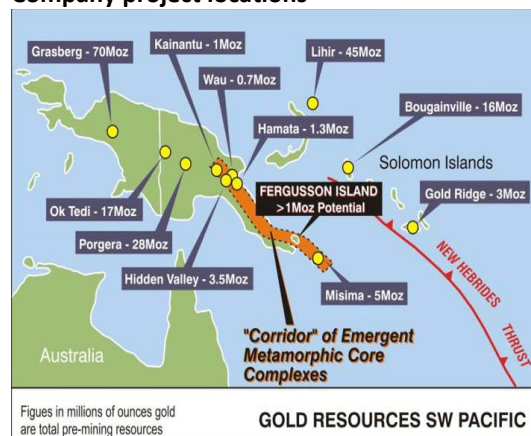 Company project locations
Grasberg - 70Moz
Kainantu - 1Moz
Lihir - 45Moz
Wau - 0.7Moz
Bougainville - 16Moz
Hamata - 1.3Moz
Solomon Islands
FERGUSSON ISLAND
>1Moz Potential
Gold Ridge - 3Moz
Ok Tedi - 17Moz
Porgera - 28Moz
Hidden Valley - 3.5Moz
NEW HEBRIDES
THRUST
Misima - 5Moz
"Corridor" of Emergent
Metamorphic Core
Complexes
Australia
Figues in millions of ounces gold
are total pre-mining resources
GOLD RESOURCES SW PACIFIC